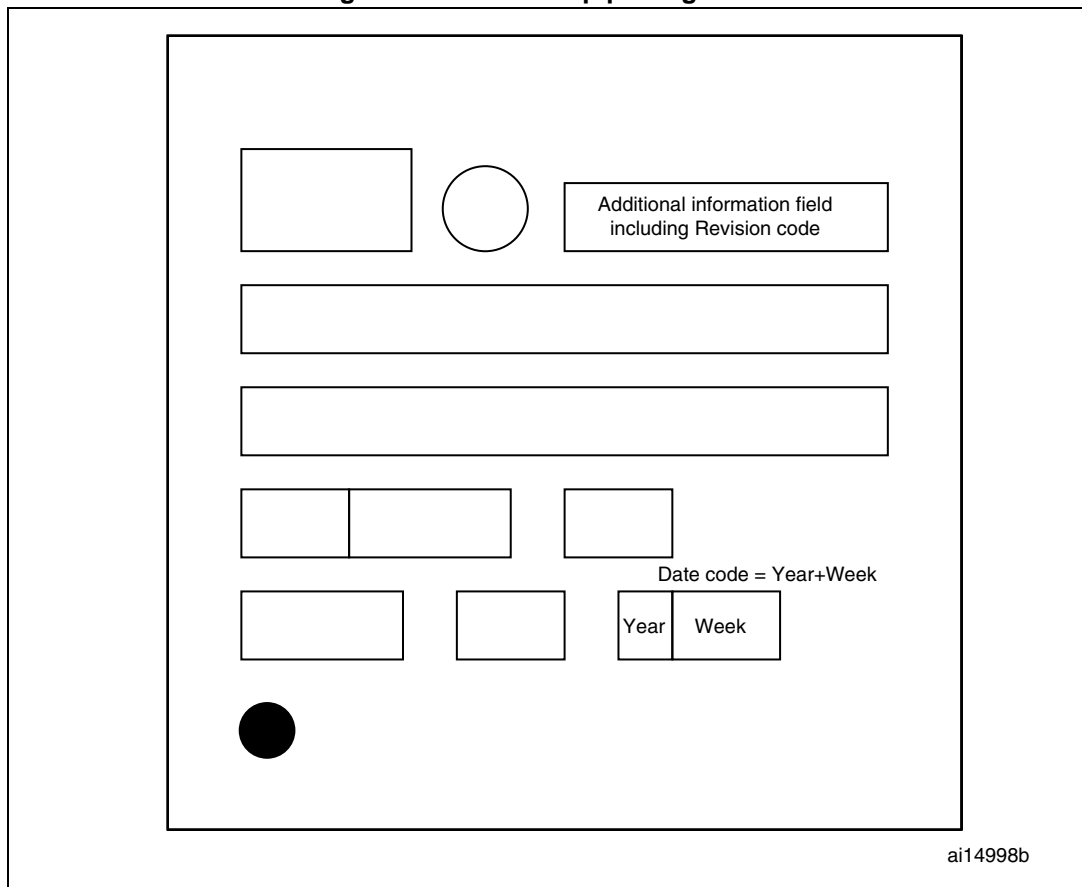 Additional information field
including Revision code
Date code = Year+Week
Year Week
ai14998b